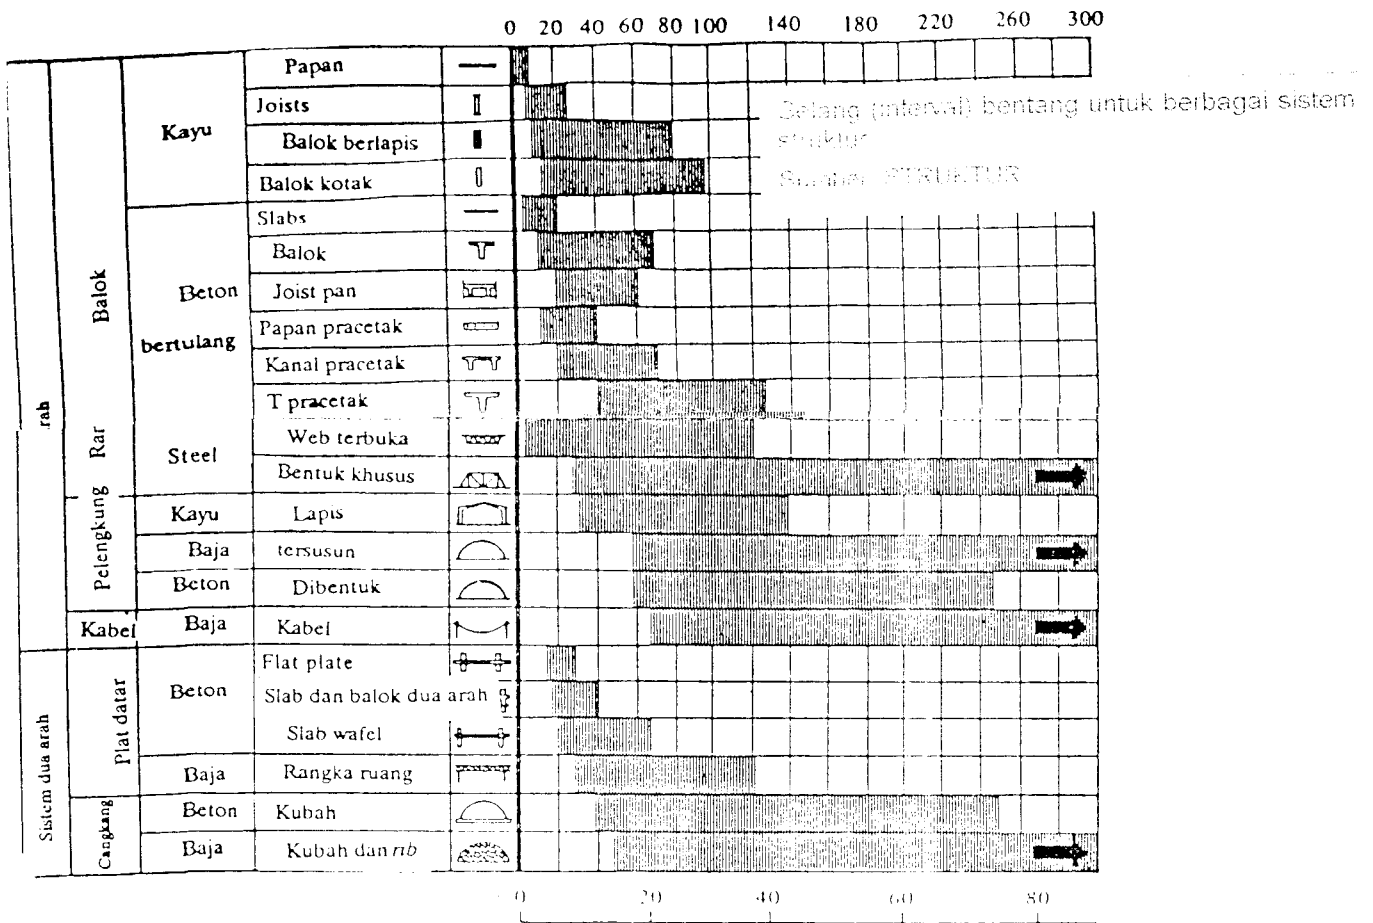 0 20 40 60 80 100 140 180 220 260 300
Papan
Joists
Kayu
Balok berlapis
Balok kotak
Selang (interval) bentang untuk berbagai sistem
struktur
Sumber STRUKTUR
Slabs
Balok
Balok
Beton
bertulang
Joist pan
Papan pracetak
Kanal pracetak
T pracetak
rah
Rar
Steel
Web terbuka
Bentuk khusus
Pelengkung
Kayu Lapis
Baja tersusun
Beton Dibentuk
Kabel Baja Kabel
Sistem dua arah
Plat datar
Beton
Flat plate
Slab dan balok dua arah
Slab wafel
Baja Rangka ruang
Cangkang
Beton Kubah
Baja Kubah dan rib
0 20 40 60 80